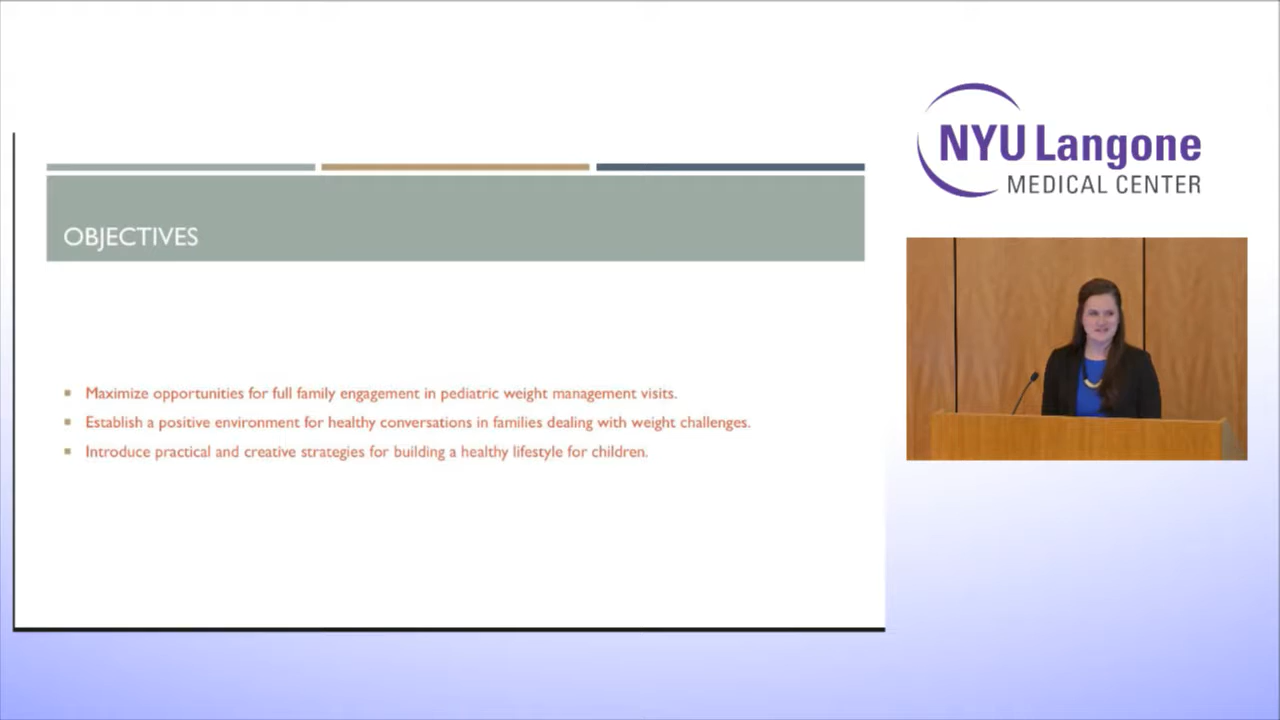 NYU Langone
MEDICAL CENTER
OBJECTIVES
Maximize opportunities for full family engagement in pediatric weight management visits.
Establish a positive environment for healthy conversations in families dealing with weight challenges.
Introduce practical and creative strategies for building a healthy lifestyle for children.